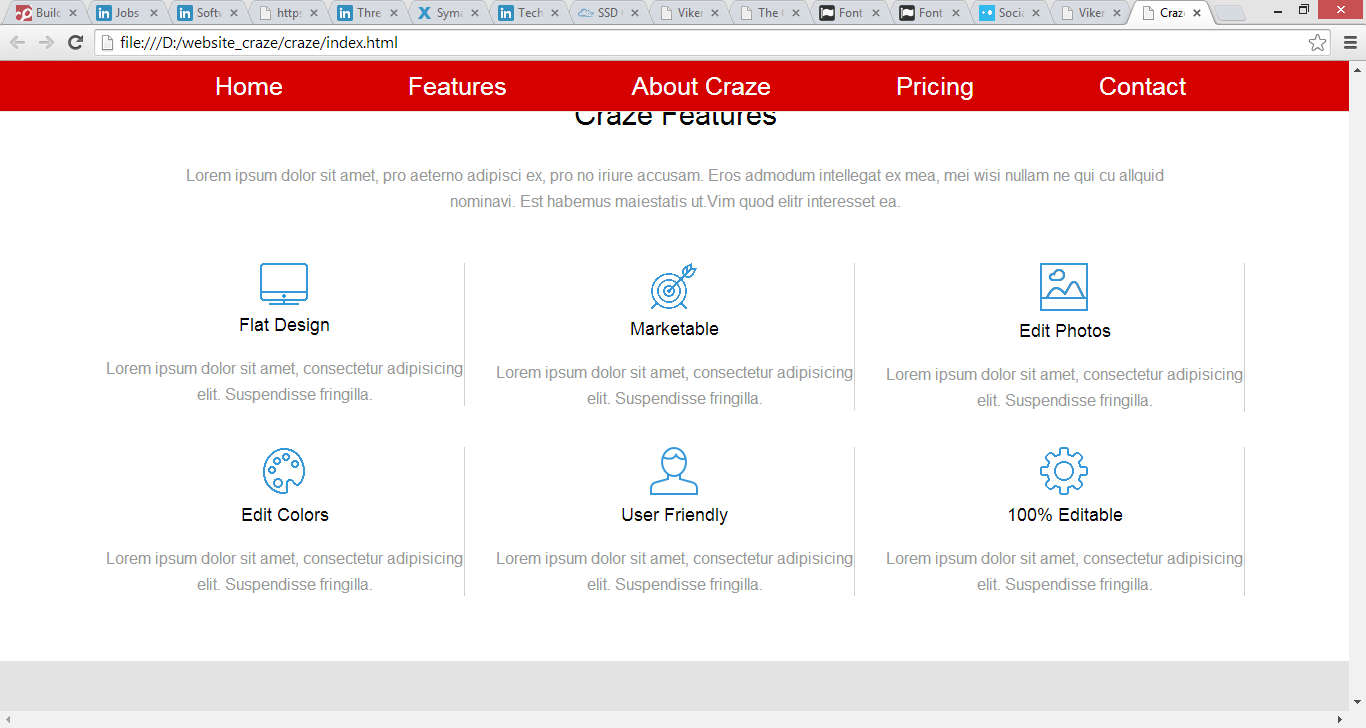 Build
Jobs
Softv
http:
Thre
Syma
Tech
SSD
Viker
The
Font
Font
Socia
Viker
Craze
file:///D:/website_craze/craze/index.html
Home Features About Craze Pricing Contact
Craze Features
Lorem ipsum dolor sit amet, pro aeterno adipisci ex, pro no iriure accusam. Eros admodum intellegat ex mea, mei wisi nullam ne qui cu allquid
nominavi. Est habemus maiestatis ut.Vim quod elitr interesset ea.
Flat Design
Lorem ipsum dolor sit amet, consectetur adipisicing
elit. Suspendisse fringilla.
Marketable
Lorem ipsum dolor sit amet, consectetur adipisicing
elit. Suspendisse fringilla.
Edit Photos
Lorem ipsum dolor sit amet, consectetur adipisicing
elit. Suspendisse fringilla.
Edit Colors
Lorem ipsum dolor sit amet, consectetur adipisicing
elit. Suspendisse fringilla.
User Friendly
Lorem ipsum dolor sit amet, consectetur adipisicing
elit. Suspendisse fringilla.
100% Editable
Lorem ipsum dolor sit amet, consectetur adipisicing
elit. Suspendisse fringilla.